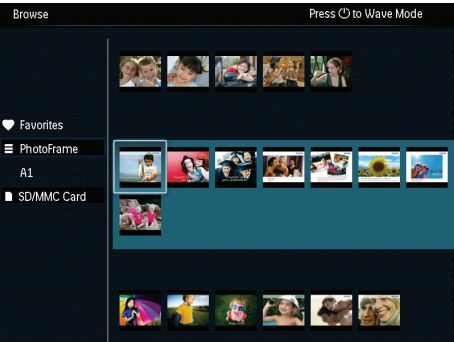 Browse
Press ⏻ to Wave Mode
Favorites
PhotoFrame
A1
SD/MMC Card